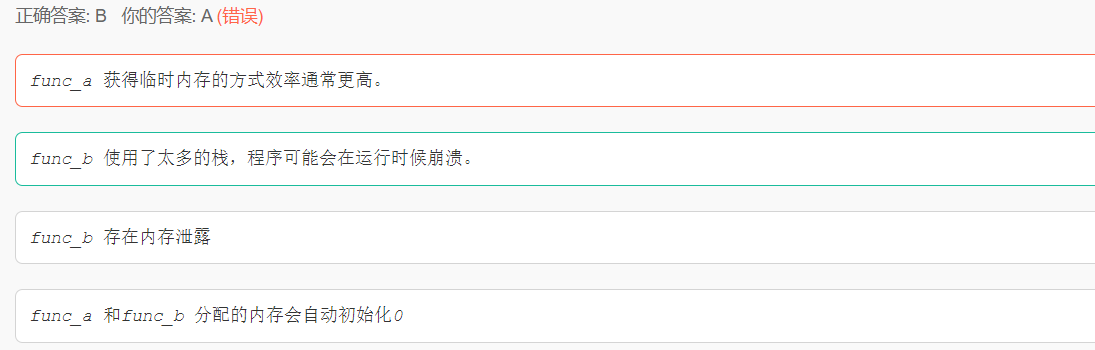 正确答案: B 你的答案: A (错误)
func_a 获得临时内存的方式效率通常更高。
func_b 使用了太多的栈，程序可能会在运行时候崩溃。
func_b 存在内存泄露
func_a 和func_b 分配的内存会自动初始化0